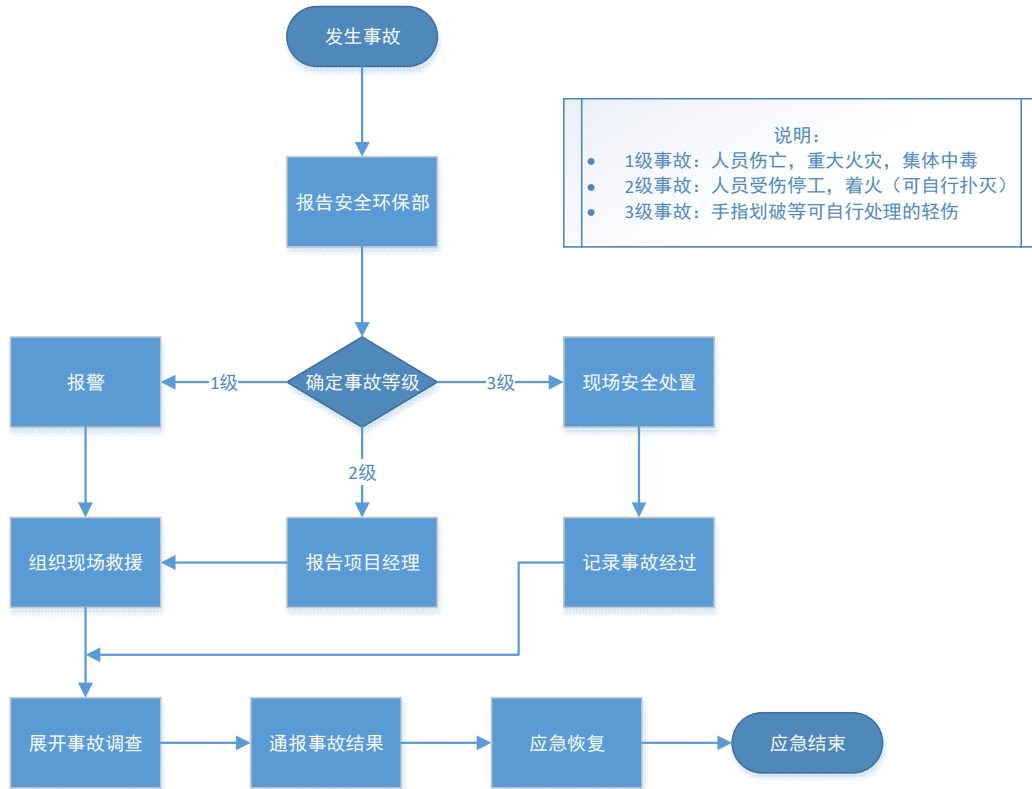 发生事故
说明：
• 1级事故：人员伤亡，重大火灾，集体中毒
• 2级事故：人员受伤停工，着火（可自行扑灭）
• 3级事故：手指划破等可自行处理的轻伤
报告安全环保部
报警
1级
确定事故等级
3级
现场安全处置
2级
组织现场救援
报告项目经理
记录事故经过
展开事故调查
通报事故结果
应急恢复
应急结束